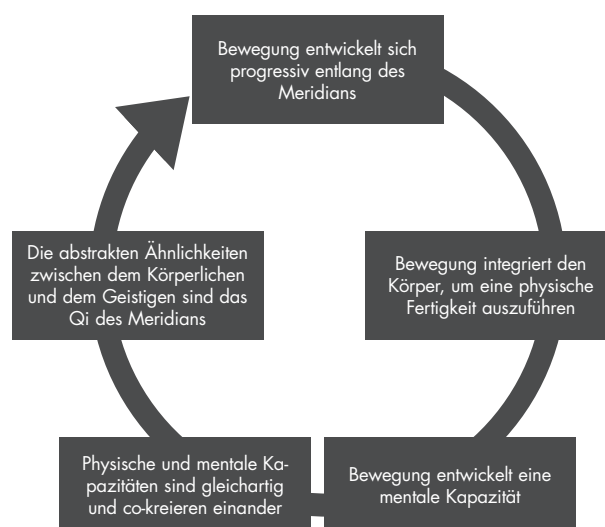 Bewegung entwickelt sich
progressiv entlang des
Meridians
Bewegung integriert den
Körper, um eine physische
Fertigkeit auszuführen
Bewegung entwickelt eine
mentale Kapazität
Physische und mentale Ka-
pazitäten sind gleichartig
und co-kreieren einander
Die abstrakten Ähnlichkeiten
zwischen dem Körperlichen
und dem Geistigen sind das
Qi des Meridians